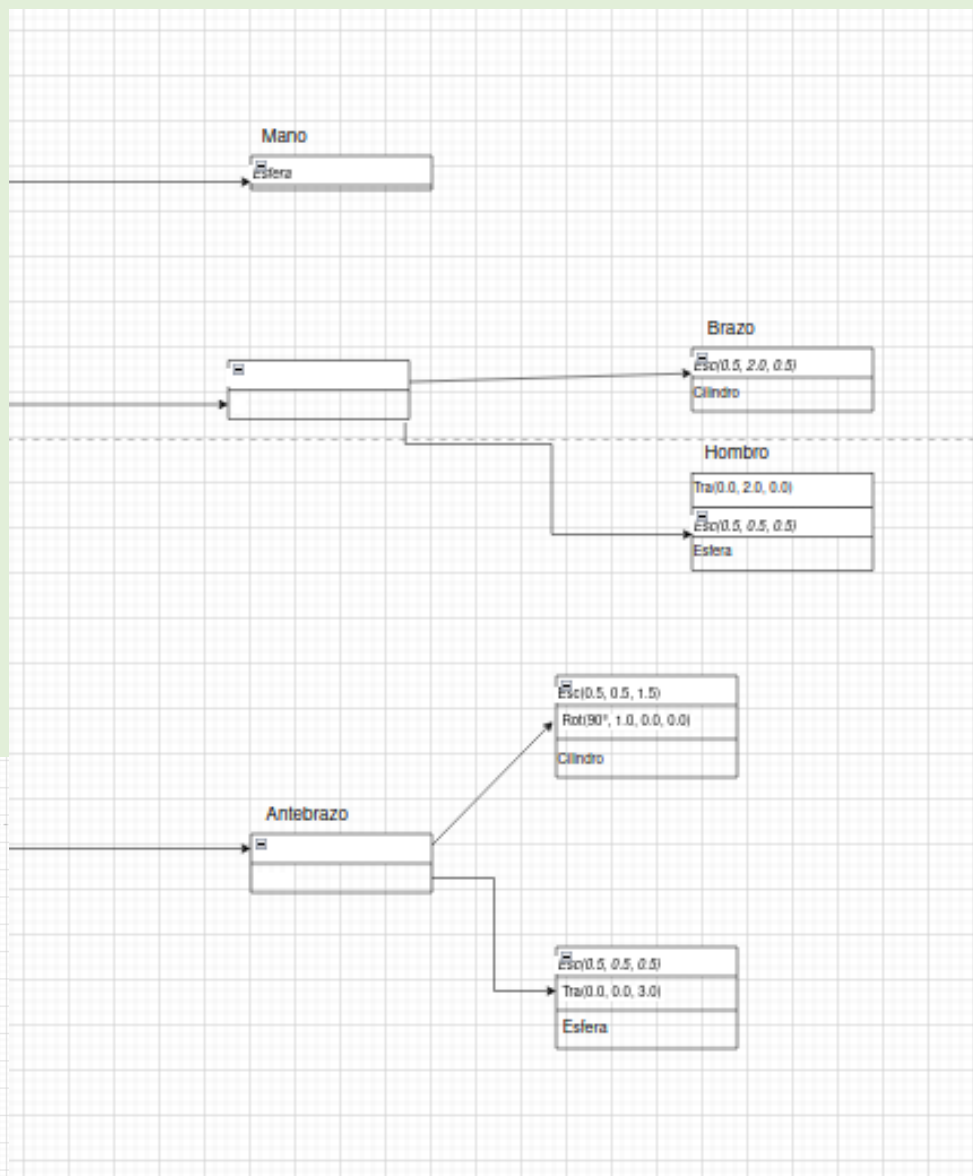 Mano
Esfera
Brazo
Esc(0.5, 2.0, 0.5)
Cilindro
Hombro
Tra(0.0, 2.0, 0.0)
Esc(0.5, 0.5, 0.5)
Esfera
Esc(0.5, 0.5, 1.5)
Rot(90°, 1.0, 0.0, 0.0)
Cilindro
Antebrazo
Esc(0.5, 0.5, 0.5)
Tra(0.0, 0.0, 3.0)
Esfera